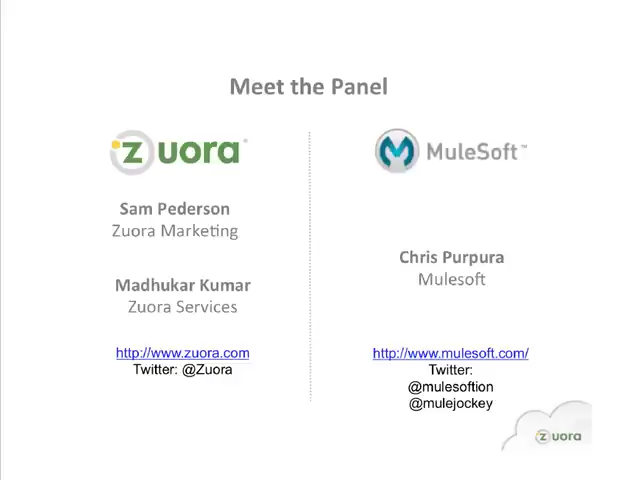 Meet the Panel
zuora
Sam Pederson
Zuora Marketing
Madhukar Kumar
Zuora Services
http://www.zuora.com
Twitter: @Zuora
MuleSoft™
Chris Purpura
Mulesoft
http://www.mulesoft.com/
Twitter:
@mulesoftion
@mulejockey
zuora